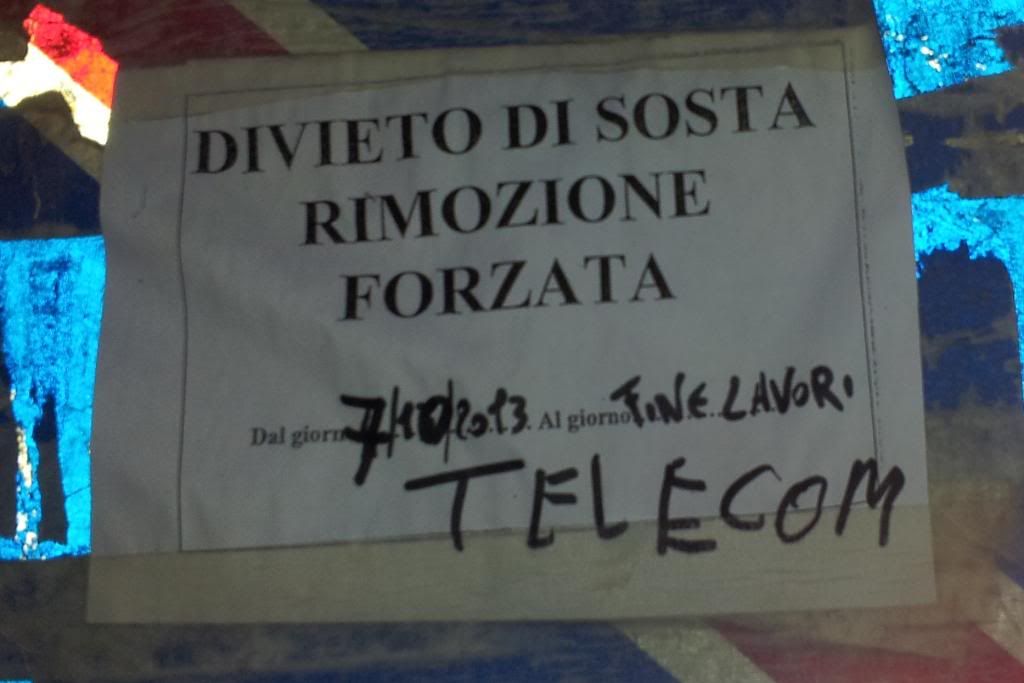 DIVIETO DI SOSTA
RIMOZIONE
FORZATA
Dal giorno 7/10/2013. Al giorno FINE LAVORI
TELECOM